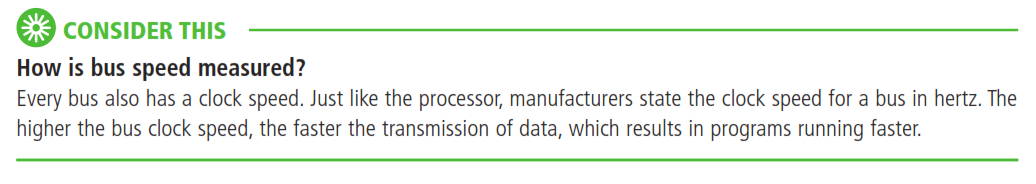 CONSIDER THIS
How is bus speed measured?
Every bus also has a clock speed. Just like the processor, manufacturers state the clock speed for a bus in hertz. The
higher the bus clock speed, the faster the transmission of data, which results in programs running faster.